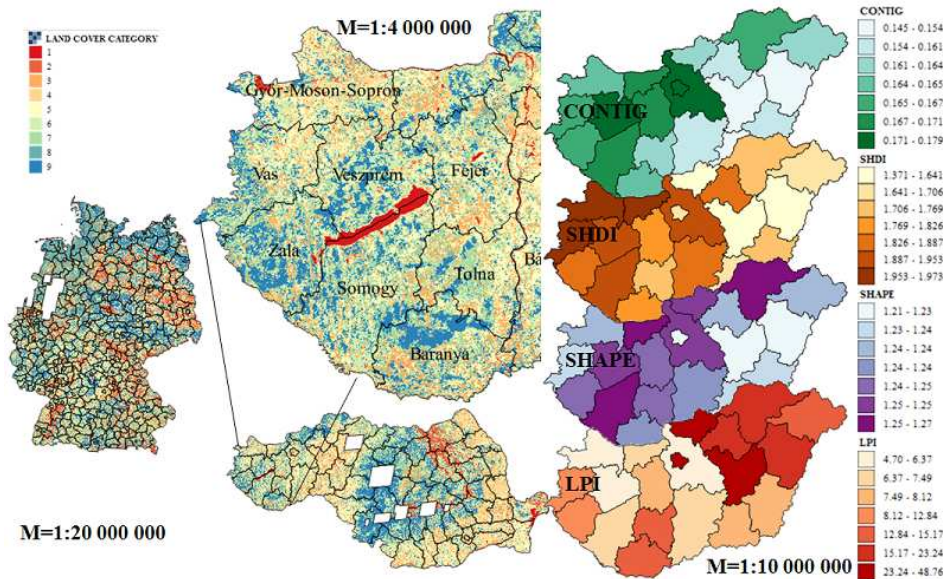 LAND COVER CATEGORY
1
2
3
4
5
6
7
8
9
M=1:4 000 000
Győr-Moson-Sopron
Vas
Veszprém
Fejér
Zala
Somogy
Tolna
Ba
Baranya
M=1:20 000 000
CONTIG
SHDI
SHAPE
LPI
M=1:10 000 000
CONTIG
0.145 - 0.154
0.154 - 0.161
0.161 - 0.164
0.164 - 0.165
0.165 - 0.167
0.167 - 0.171
0.171 - 0.179
SHDI
1.371 - 1.641
1.641 - 1.706
1.706 - 1.769
1.769 - 1.826
1.826 - 1.887
1.887 - 1.953
1.953 - 1.973
SHAPE
1.21 - 1.23
1.23 - 1.24
1.24 - 1.24
1.24 - 1.24
1.24 - 1.25
1.25 - 1.25
1.25 - 1.27
LPI
4.70 - 6.37
6.37 - 7.49
7.49 - 8.12
8.12 - 12.84
12.84 - 15.17
15.17 - 23.24
23.24 - 48.76